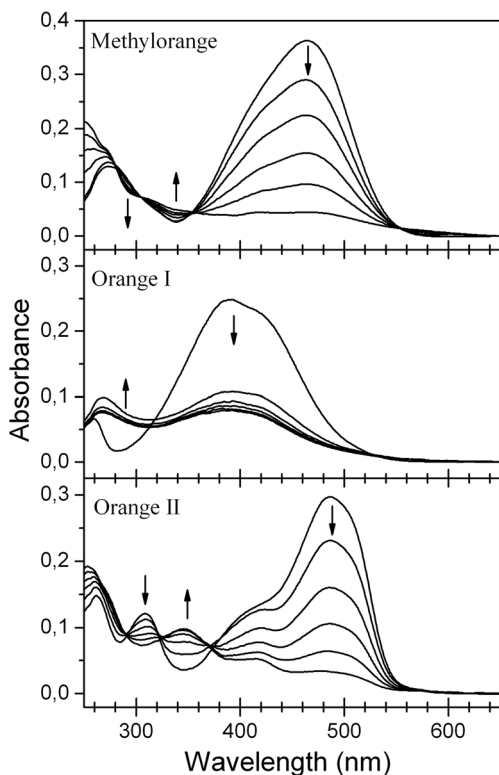 0,4
Methylorange
0,3
0,2
0,1
0,0
0,3
Orange I
0,2
0,1
0,0
0,3
Orange II
0,2
0,1
0,0
Absorbance
300 400 500 600
Wavelength (nm)